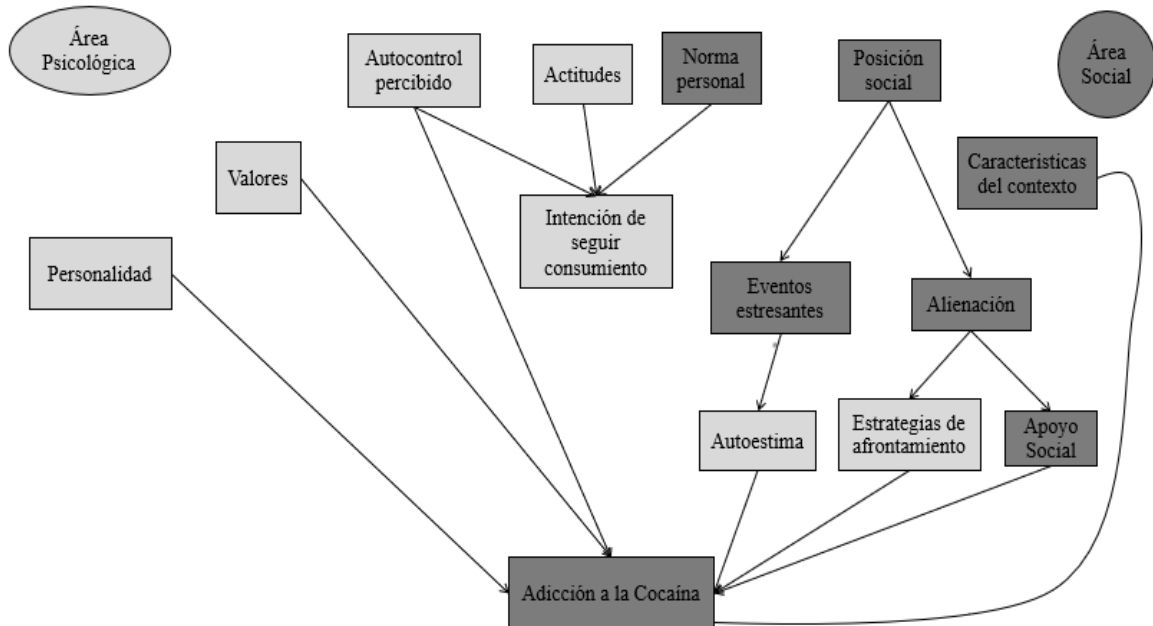 Área
Psicológica
Autocontrol
percibido
Actitudes
Norma
personal
Posición
social
Área
Social
Valores
Caracteristicas
del contexto
Intención de
seguir
consumiento
Personalidad
Eventos
estresantes
Alienación
Autoestima
Estrategias de
afrontamiento
Apoyo
Social
Adicción a la Cocaína